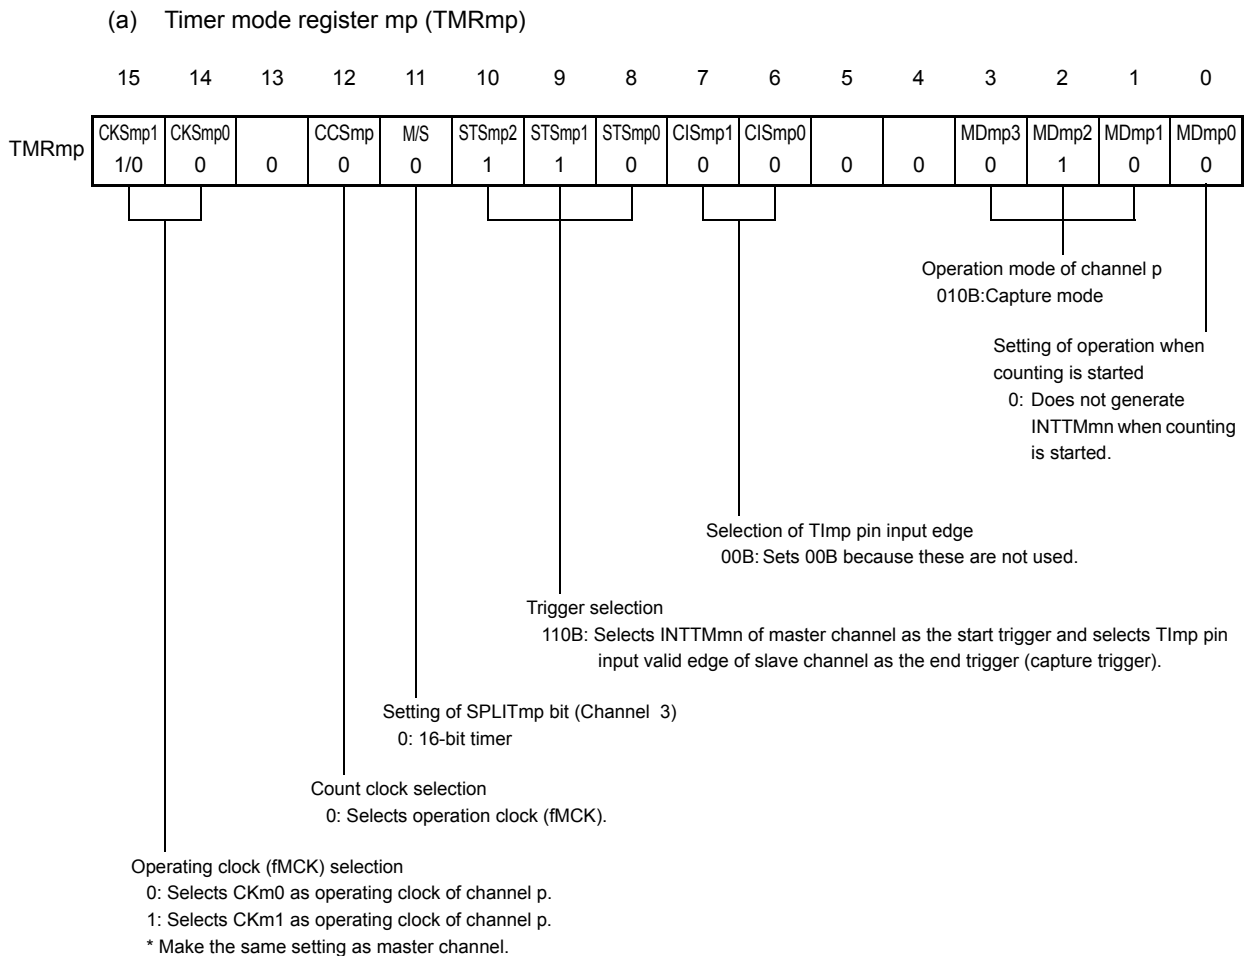 (a) Timer mode register mp (TMRmp)
15 14 13 12 11 10 9 8 7 6 5 4 3 2 1 0
TMRmp
CKSmp1 CKSmp0 CCSmp M/S STSmp2 STSmp1 STSmp0 CISmp1 CISmp0 MDmp3 MDmp2 MDmp1 MDmp0
1/0 0 0 0 0 1 1 0 0 0 0 0 0 1 0 0
Operation mode of channel p
010B:Capture mode
Setting of operation when
counting is started
0: Does not generate
INTTMmn when counting
is started.
Selection of TImp pin input edge
00B: Sets 00B because these are not used.
Trigger selection
110B: Selects INTTMmn of master channel as the start trigger and selects TImp pin
input valid edge of slave channel as the end trigger (capture trigger).
Setting of SPLITmp bit (Channel 3)
0: 16-bit timer
Count clock selection
0: Selects operation clock (fMCK).
Operating clock (fMCK) selection
0: Selects CKm0 as operating clock of channel p.
1: Selects CKm1 as operating clock of channel p.
* Make the same setting as master channel.